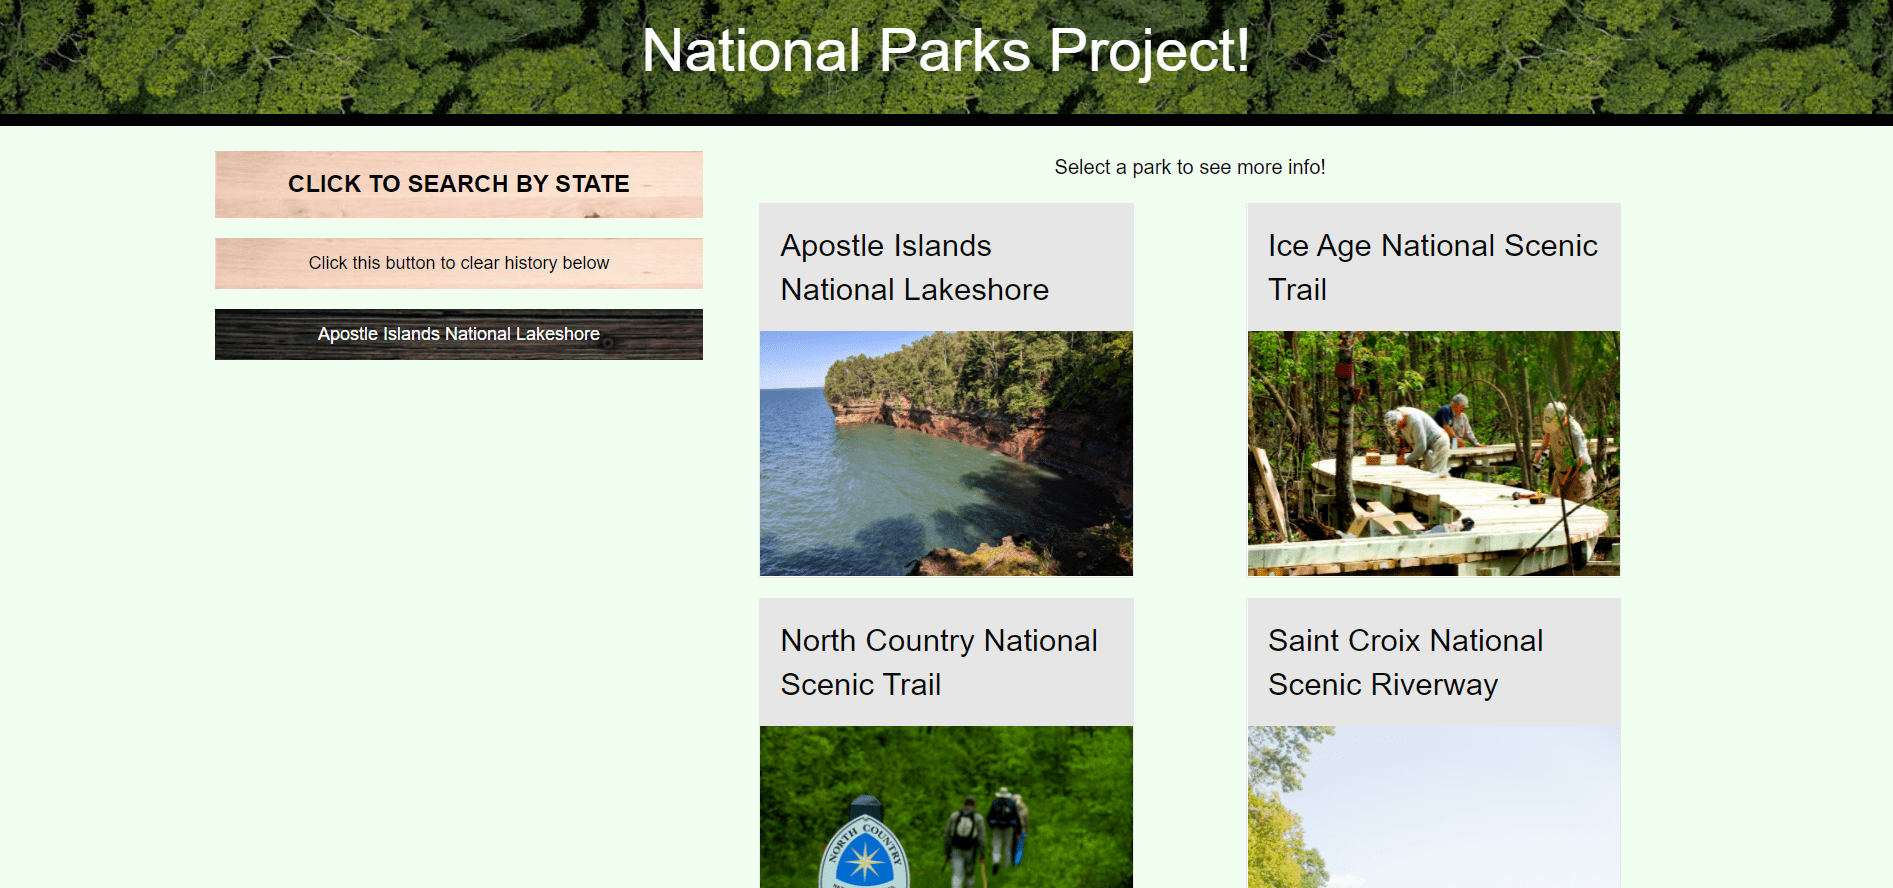 National Parks Project!
CLICK TO SEARCH BY STATE
Click this button to clear history below
Apostle Islands National Lakeshore
Select a park to see more info!
Apostle Islands
National Lakeshore
Ice Age National Scenic
Trail
North Country National
Scenic Trail
NORTH COUNTRY
Saint Croix National
Scenic Riverway